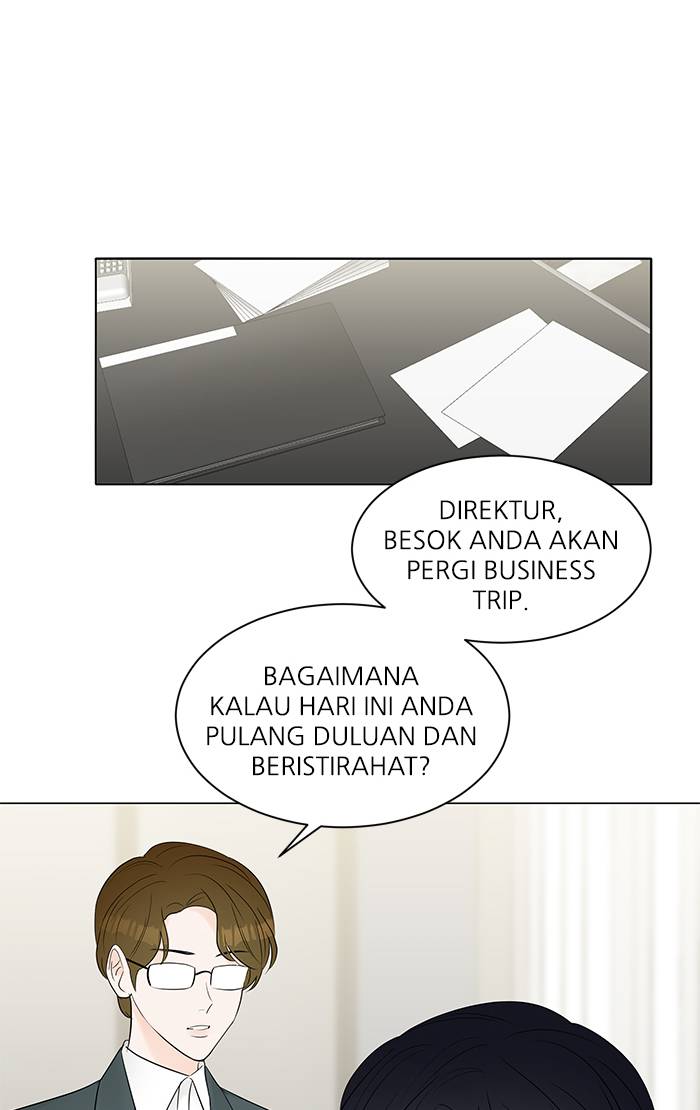 DIREKTUR,
BESOK ANDA AKAN
PERGI BUSINESS
TRIP.
BAGAIMANA
KALAU HARI INI ANDA
PULANG DULUAN DAN
BERISTIRAHAT?